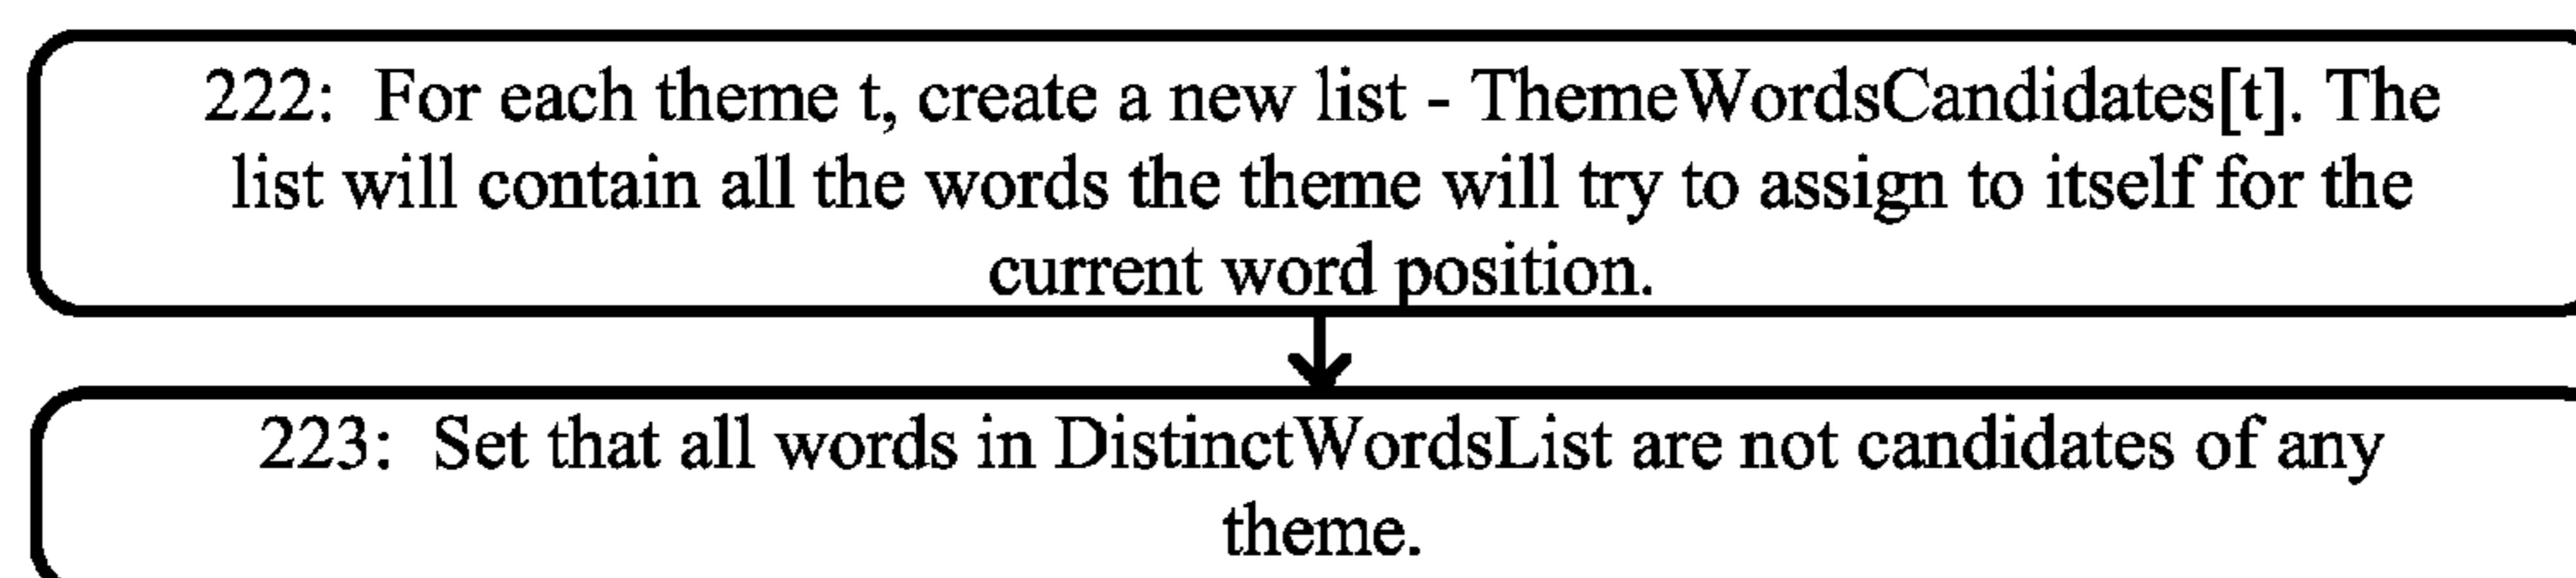 222: For each theme t, create a new list - ThemeWordsCandidates[t]. The
list will contain all the words the theme will try to assign to itself for the
current word position.
223: Set that all words in DistinctWordsList are not candidates of any
theme.